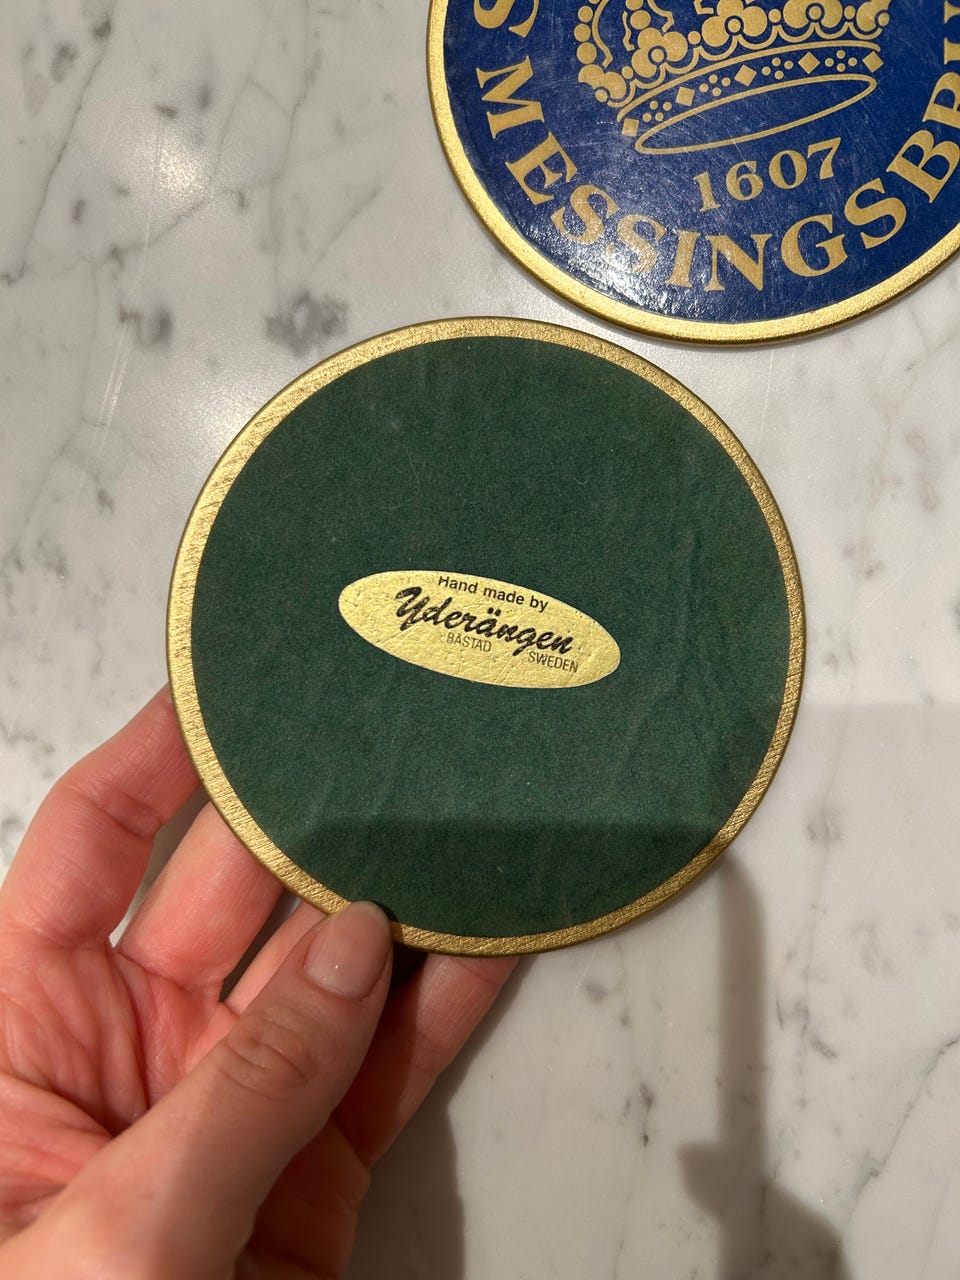 1607
MESSINGSBR
Hand made by
Yderängen
BÅSTAD SWEDEN